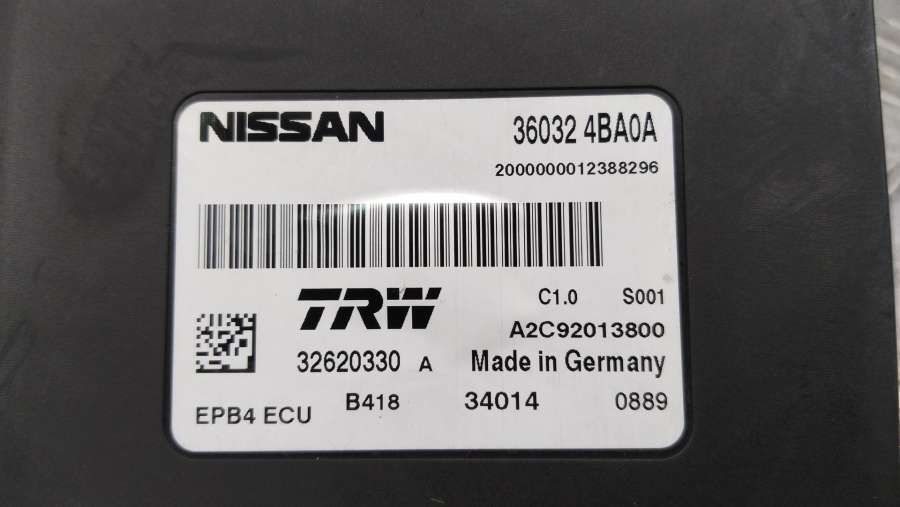 NISSAN 36032 4BA0A
2000000012388296
TRW C1.0 S001
A2C92013800
32620330 A Made in Germany
EPB4 ECU B418 34014 0889